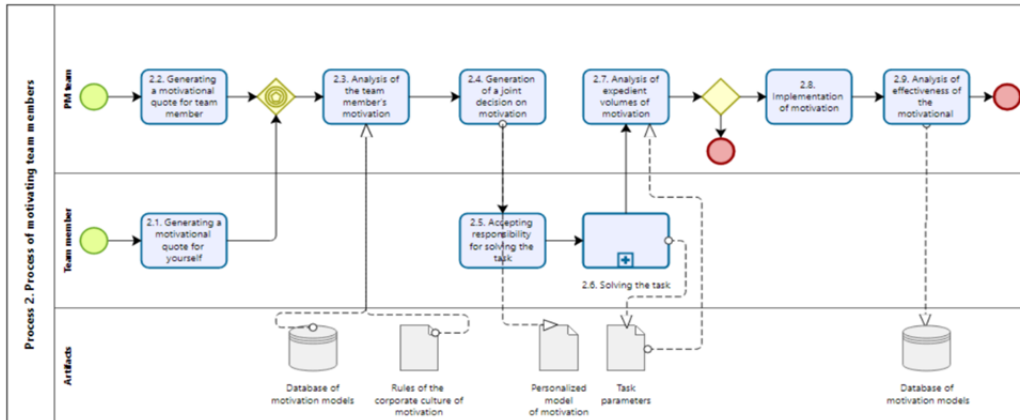 Process 2. Process of motivating team members
PM team
2.2. Generating
a motivational
quote for team
member
2.3. Analysis of
the team
member's
motivation
2.4. Generation
of a joint
decision on
motivation
2.7. Analysis of
expedient
volumes of
motivation
2.8.
Implementation
of motivation
2.9. Analysis of
effectiveness of
the
motivational
Team member
2.1. Generating a
motivational
quote for
yourself
2.5. Accepting
responsibility
for solving the
task
2.6. Solving the task
Artifacts
Database of
motivation models
Rules of the
corporate culture of
motivation
Personalized
model
of motivation
Task
parameters
Database of
motivation models